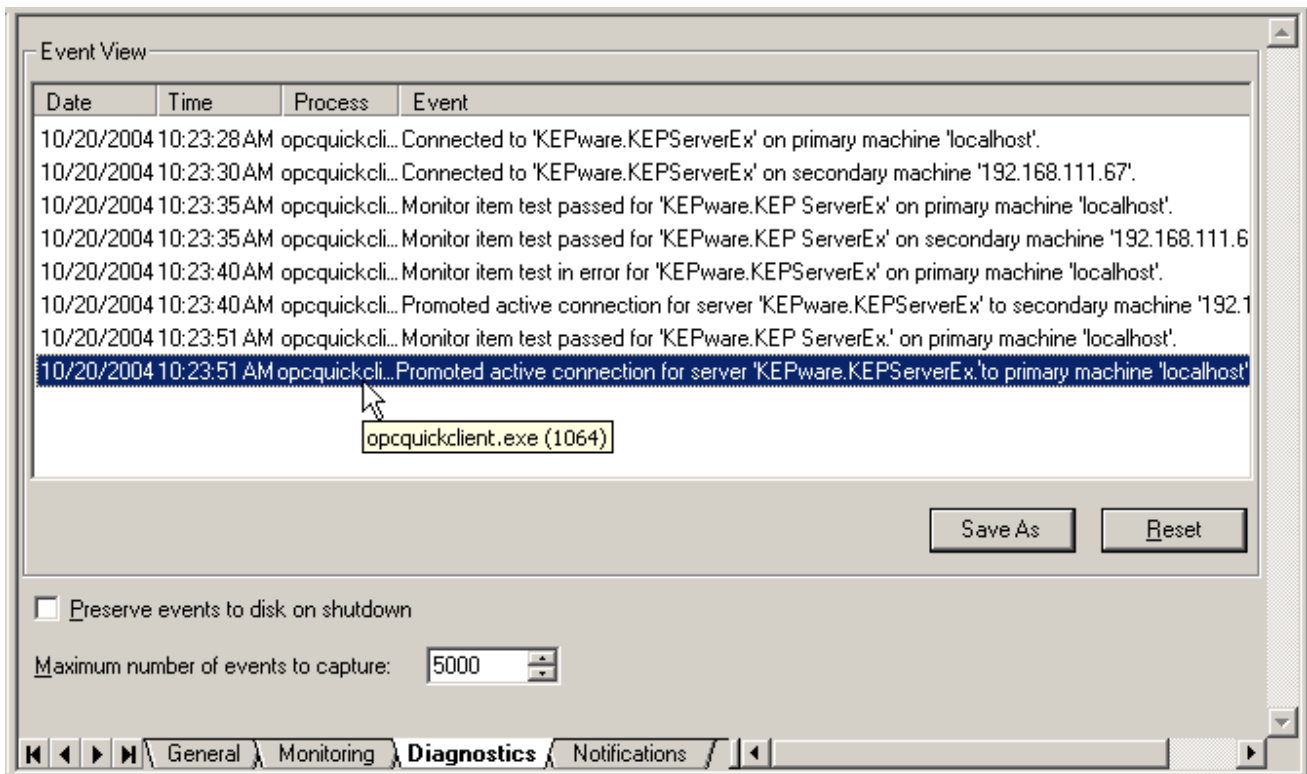 Event View
Date Time Process Event
10/20/2004 10:23:28 AM opcquickcli... Connected to 'KEPware.KEPServerEx' on primary machine 'localhost'.
10/20/2004 10:23:30 AM opcquickcli... Connected to 'KEPware.KEPServerEx' on secondary machine '192.168.111.67'.
10/20/2004 10:23:35 AM opcquickcli... Monitor item test passed for 'KEPware.KEP ServerEx' on primary machine 'localhost'.
10/20/2004 10:23:35 AM opcquickcli... Monitor item test passed for 'KEPware.KEP ServerEx' on secondary machine '192.168.111.6
10/20/2004 10:23:40 AM opcquickcli... Monitor item test in error for 'KEPware.KEPServerEx' on primary machine 'localhost'.
10/20/2004 10:23:40 AM opcquickcli... Promoted active connection for server 'KEPware.KEPServerEx' to secondary machine '192.1
10/20/2004 10:23:51 AM opcquickcli... Monitor item test passed for 'KEPware.KEP ServerEx.' on primary machine 'localhost'.
10/20/2004 10:23:51 AM opcquickcli... Promoted active connection for server 'KEPware.KEPServerEx.'to primary machine 'localhost'
opcquickclient.exe (1064)
Save As Reset
Preserve events to disk on shutdown
Maximum number of events to capture: 5000
General Monitoring Diagnostics Notifications